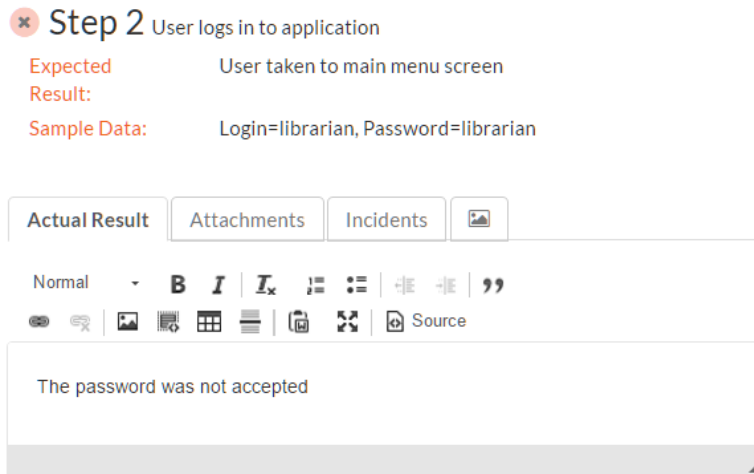 Step 2 User logs in to application
Expected Result: User taken to main menu screen
Sample Data: Login=librarian, Password=librarian
Actual Result Attachments Incidents
Normal B I Tx
Source
The password was not accepted